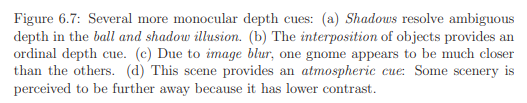 Figure 6.7: Several more monocular depth cues: (a) Shadows resolve ambiguous
depth in the ball and shadow illusion. (b) The interposition of objects provides an
ordinal depth cue. (c) Due to image blur, one gnome appears to be much closer
than the others. (d) This scene provides an atmospheric cue: Some scenery is
perceived to be further away because it has lower contrast.